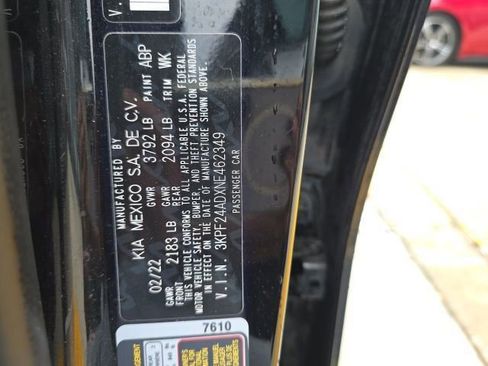 MANUFACTURED BY
KIA MEXICO S.A. DE C.V.
02/22 GVWR 3792 LB PAINT ABP
GAWR 2183 LB GAWR REAR 2094 LB TRIM WK
THIS VEHICLE CONFORMS TO ALL APPLICABLE U.S.A. FEDERAL
MOTOR VEHICLE SAFETY, BUMPER, AND THEFT PREVENTION STANDARDS
IN EFFECT ON THE DATE OF MANUFACTURE SHOWN ABOVE.
V.I.N. 3KPF24ADXNE462349
PASSENGER CAR
7610
V.